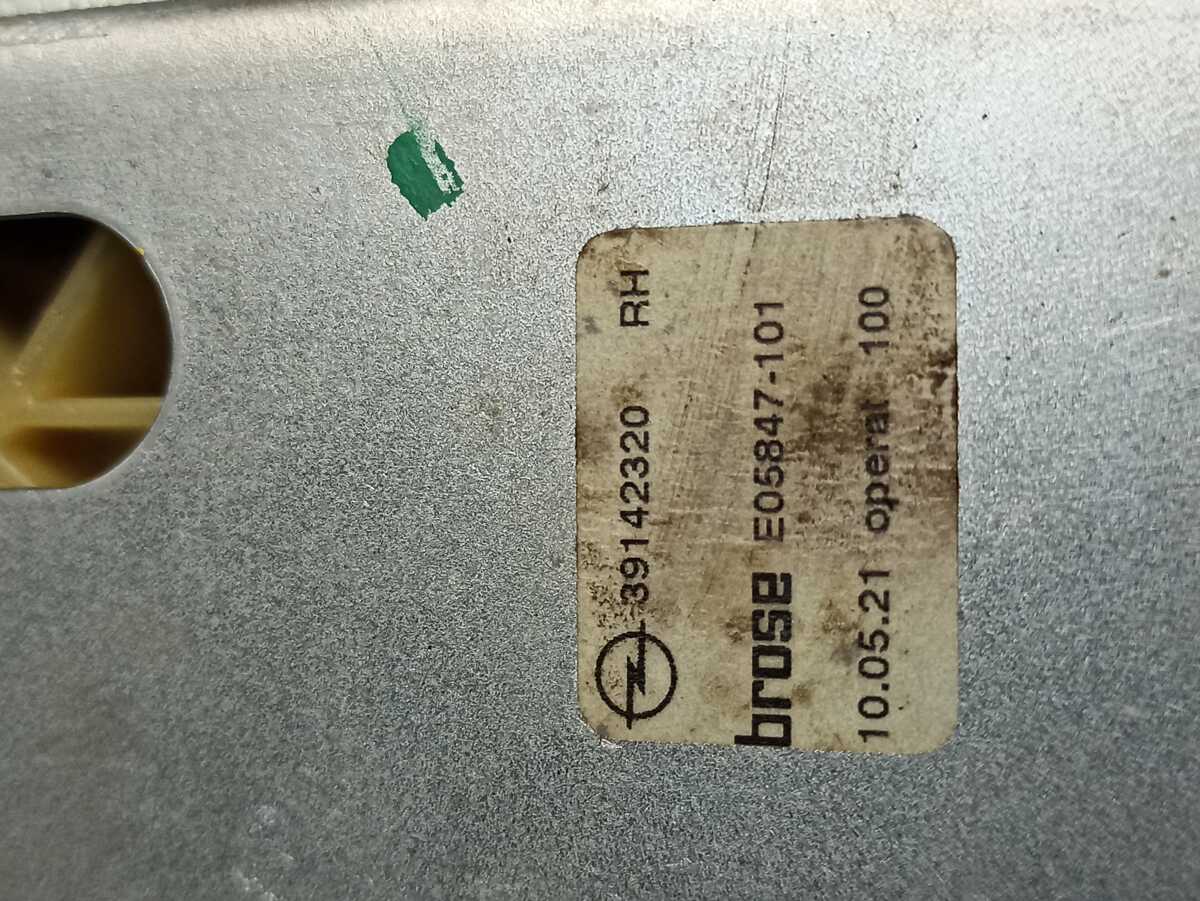 39142320 RH
brose E05847-101
10.05.21 operat 100